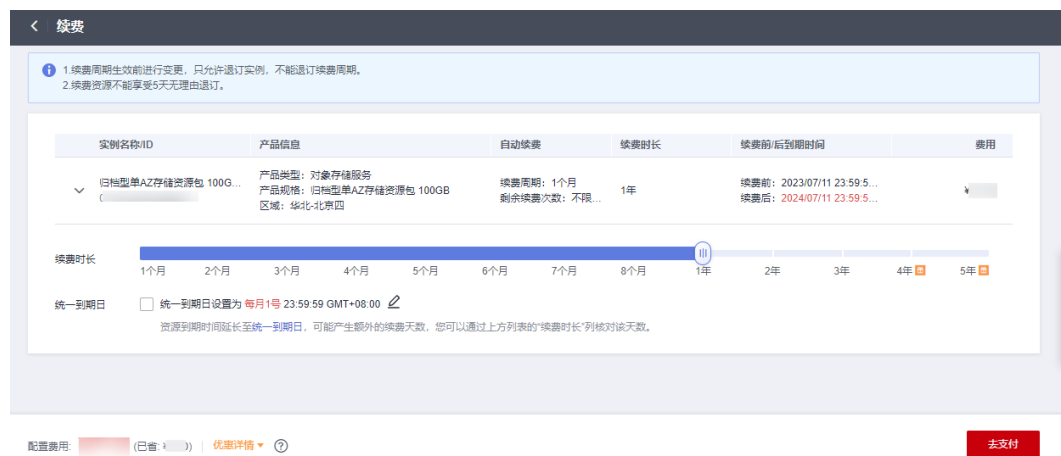 续费
1.续费周期生效前进行变更，只允许退订实例，不能退订续费周期。
2.续费资源不能享受5天无理由退订。
实例名称/ID 产品信息 自动续费 续费时长 续费前/后到期时间 费用
归档型单AZ存储资源包 100G...
产品类型：对象存储服务
产品规格：归档型单AZ存储资源包 100GB
区域：华北-北京四
续费周期：1个月
剩余续费次数：不限...
1年
续费前：2023/07/11 23:59:5...
续费后：2024/07/11 23:59:5...
¥
续费时长
1个月 2个月 3个月 4个月 5个月 6个月 7个月 8个月 1年 2年 3年 4年 5年
统一到期日 统一到期日设置为 每月1号 23:59:59 GMT+08:00
资源到期时间延长至统一到期日，可能产生额外的续费天数，您可以通过上方列表的“续费时长”列核对该天数。
配置费用: (已省: ¥ ) 优惠详情 去支付